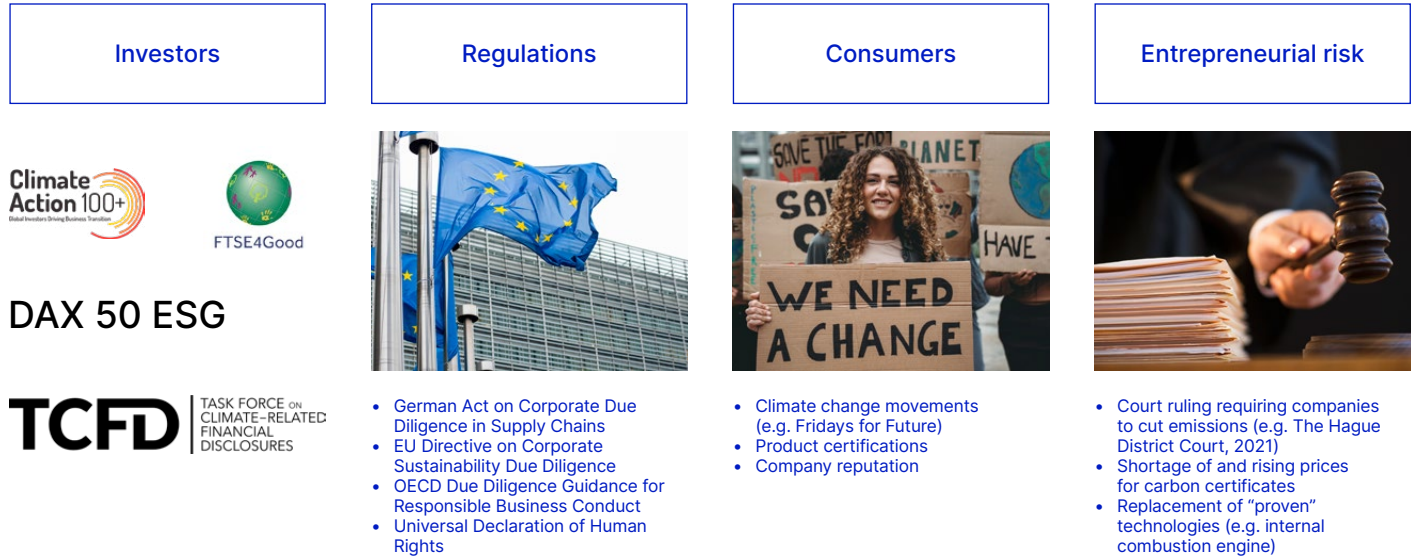 Investors
Regulations
Consumers
Entrepreneurial risk
Climate
Action 100+
Global Investors Driving Business Transition
FTSE4Good
DAX 50 ESG
TCFD
TASK FORCE ON
CLIMATE-RELATED
FINANCIAL
DISCLOSURES
• German Act on Corporate Due
Diligence in Supply Chains
• EU Directive on Corporate
Sustainability Due Diligence
• OECD Due Diligence Guidance for
Responsible Business Conduct
• Universal Declaration of Human
Rights
SAVE THE
PLANET
SA
HAVE
WE NEED
A CHANGE
• Climate change movements
(e.g. Fridays for Future)
• Product certifications
• Company reputation
• Court ruling requiring companies
to cut emissions (e.g. The Hague
District Court, 2021)
• Shortage of and rising prices
for carbon certificates
• Replacement of “proven”
technologies (e.g. internal
combustion engine)